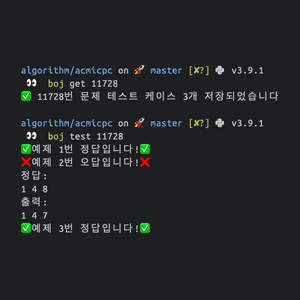 algorithm/acmicpc on 🚀 master [✘?] v3.9.1
👀 boj get 11728
✅ 11728번 문제 테스트 케이스 3개 저장되었습니다
algorithm/acmicpc on 🚀 master [✘?] v3.9.1
👀 boj test 11728
✅예제 1번 정답입니다!✅
❌예제 2번 오답입니다!❌
정답:
1 4 8
출력:
1 4 7
✅예제 3번 정답입니다!✅